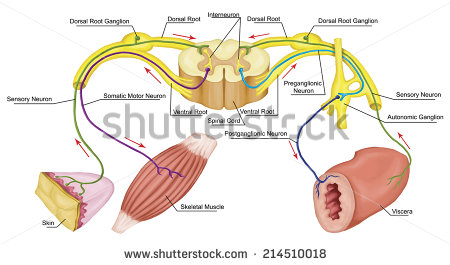 Interneuron
Dorsal Root Ganglion
Dorsal Root
Dorsal Root
Dorsal Root Ganglion
Preganglionic
Neuron
Sensory Neuron
Somatic Motor Neuron
Sensory Neuron
Ventral Root
Ventral Root
Spinal Cord
Autonomic Ganglion
Postganglionic Neuron
Skin
Skeletal Muscle
Viscera
shutterstock
shutterstock
www.shutterstock.com · 214510018